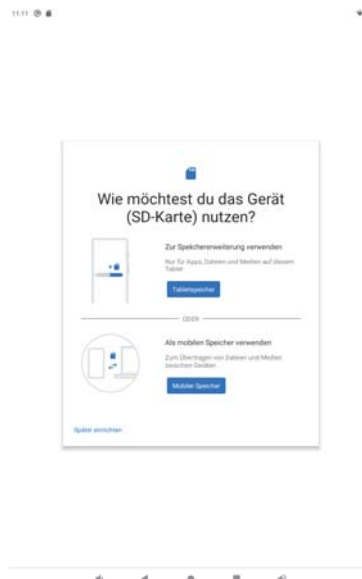 11:11
Wie möchtest du das Gerät
(SD-Karte) nutzen?
Zur Speichererweiterung verwenden
Nur für Apps, Dateien und Medien auf diesem
Tablet
Tabletspeicher
ODER
Als mobilen Speicher verwenden
Zum Übertragen von Dateien und Medien
zwischen Geräten
Mobiler Speicher
Später einrichten